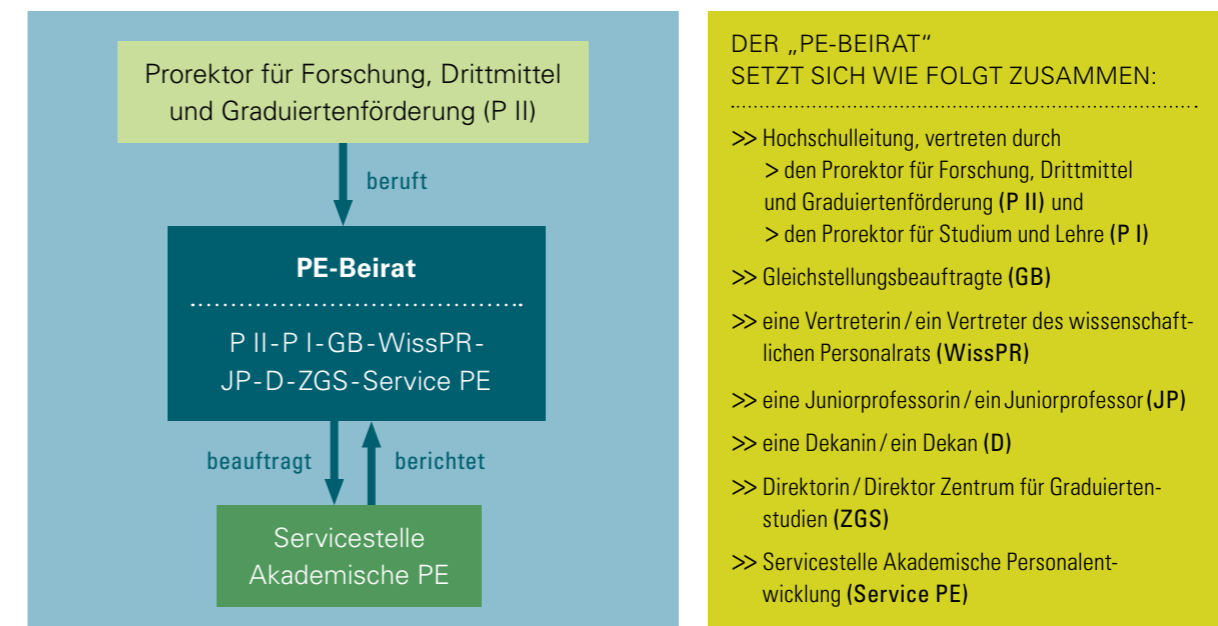 Prorektor für Forschung, Drittmittel
und Graduiertenförderung (P II)
beruft
PE-Beirat
P II-P I-GB-WissPR-
JP-D-ZGS-Service PE
beauftragt
berichtet
Servicestelle
Akademische PE
DER „PE-BEIRAT“
SETZT SICH WIE FOLGT ZUSAMMEN:
>> Hochschulleitung, vertreten durch
> den Prorektor für Forschung, Drittmittel
und Graduiertenförderung (P II) und
> den Prorektor für Studium und Lehre (P I)
>> Gleichstellungsbeauftragte (GB)
>> eine Vertreterin / ein Vertreter des wissenschaft-
lichen Personalrats (WissPR)
>> eine Juniorprofessorin / ein Juniorprofessor (JP)
>> eine Dekanin / ein Dekan (D)
>> Direktorin / Direktor Zentrum für Graduierten-
studien (ZGS)
>> Servicestelle Akademische Personalent-
wicklung (Service PE)